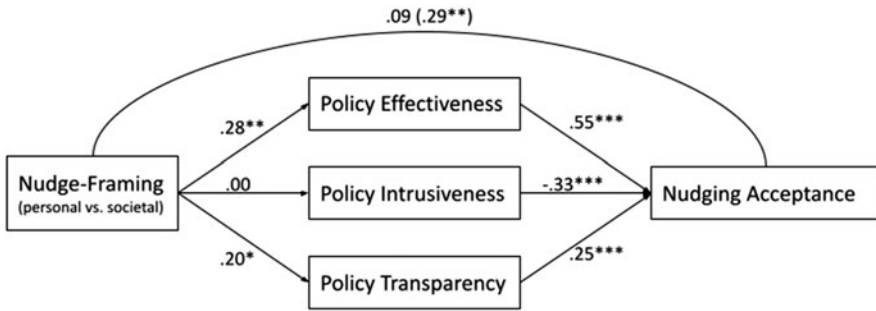 .09 (.29**)
Policy Effectiveness
.28**
.55***
Nudge-Framing
(personal vs. societal)
.00
Policy Intrusiveness
-.33***
Nudging Acceptance
.20*
.25***
Policy Transparency